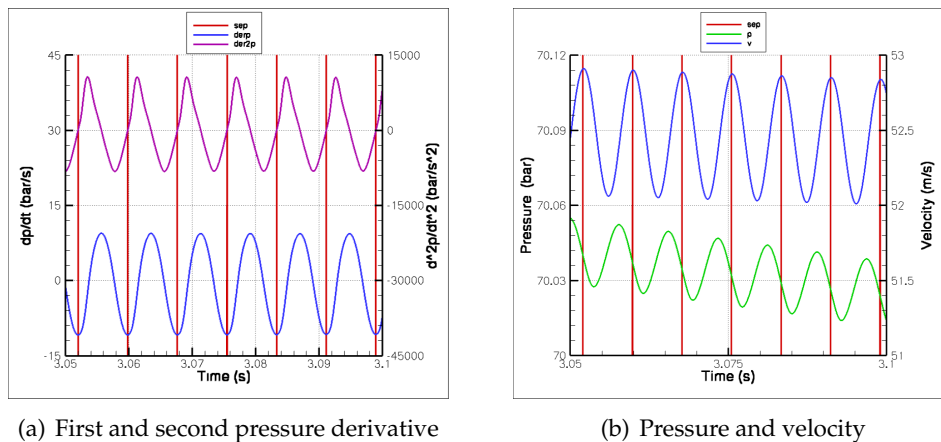 sep
derp
der2p
45
30
15
0
-15
dp/dt (bar/s)
15000
0
-15000
-30000
-45000
d^2p/dt^2 (bar/s^2)
3.05
3.06
3.07
3.08
3.09
3.1
Time (s)
(a) First and second pressure derivative
sep
p
v
70.12
70.09
70.06
70.03
70
Pressure (bar)
53
52.5
52
51.5
51
Velocity (m/s)
3.05
3.075
3.1
Time (s)
(b) Pressure and velocity